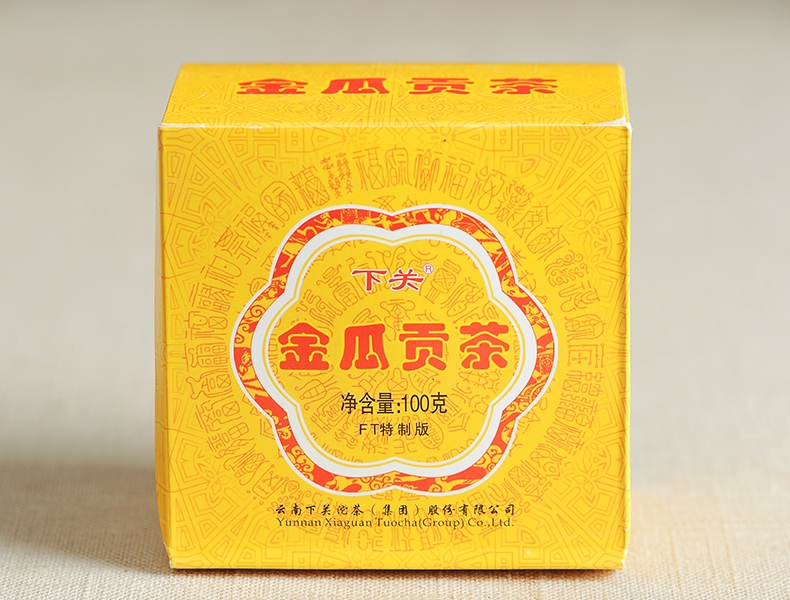 金瓜贡茶
下关®
金瓜贡茶
净含量:100克
FT特制版
云南下关沱茶(集团)股份有限公司
Yunnan Xiaguan Tuocha(Group) Co.,Ltd.